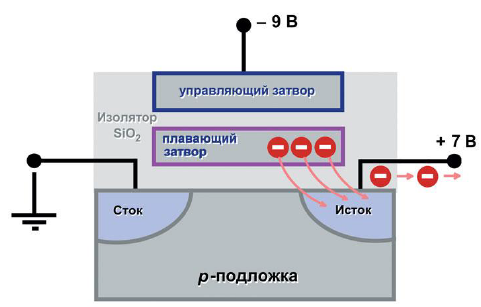 – 9 В
управляющий затвор
Изолятор
SiO2
плавающий
затвор
+ 7 В
Сток
Исток
p-подложка